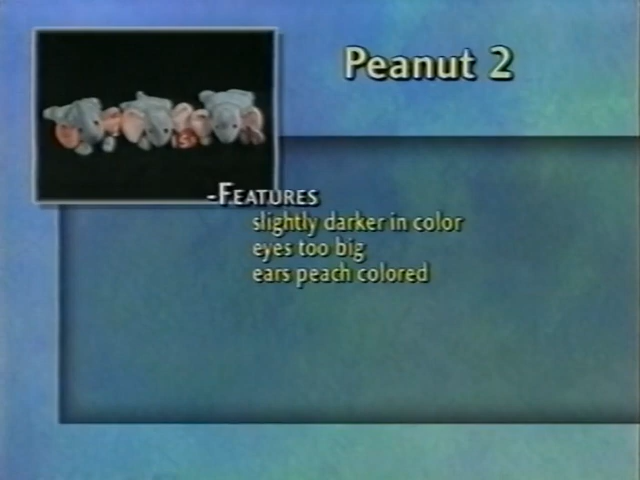 Peanut 2
-FEATURES
slightly darker in color
eyes too big
ears peach colored